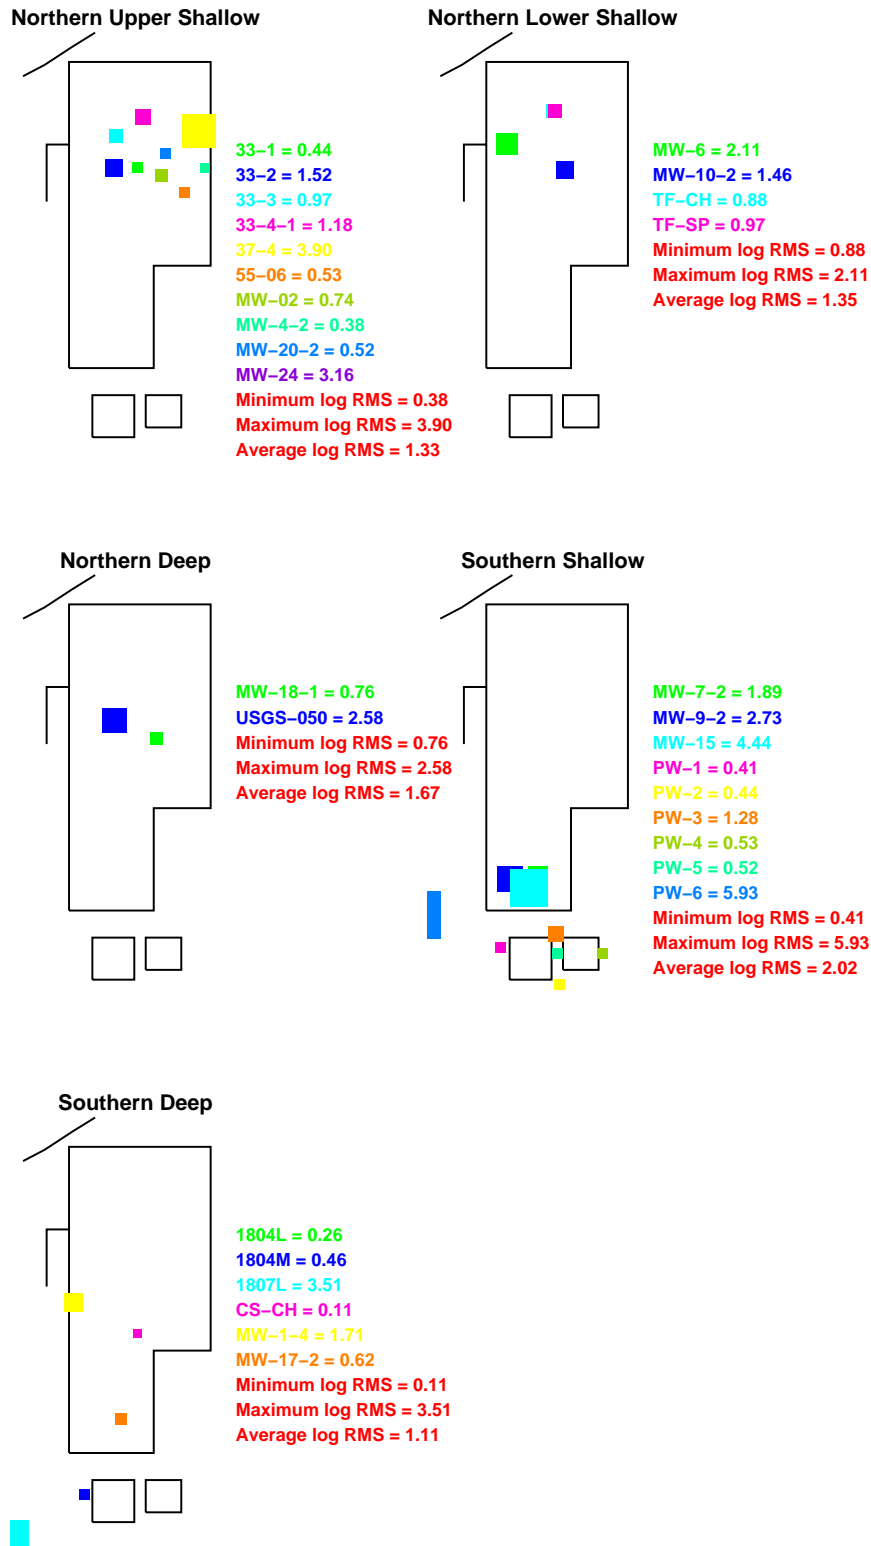 Northern Upper Shallow
33−1 = 0.44
33−2 = 1.52
33−3 = 0.97
33−4−1 = 1.18
37−4 = 3.90
55−06 = 0.53
MW−02 = 0.74
MW−4−2 = 0.38
MW−20−2 = 0.52
MW−24 = 3.16
Minimum log RMS = 0.38
Maximum log RMS = 3.90
Average log RMS = 1.33
Northern Lower Shallow
MW−6 = 2.11
MW−10−2 = 1.46
TF−CH = 0.88
TF−SP = 0.97
Minimum log RMS = 0.88
Maximum log RMS = 2.11
Average log RMS = 1.35
Northern Deep
MW−18−1 = 0.76
USGS−050 = 2.58
Minimum log RMS = 0.76
Maximum log RMS = 2.58
Average log RMS = 1.67
Southern Shallow
MW−7−2 = 1.89
MW−9−2 = 2.73
MW−15 = 4.44
PW−1 = 0.41
PW−2 = 0.44
PW−3 = 1.28
PW−4 = 0.53
PW−5 = 0.52
PW−6 = 5.93
Minimum log RMS = 0.41
Maximum log RMS = 5.93
Average log RMS = 2.02
Southern Deep
1804L = 0.26
1804M = 0.46
1807L = 3.51
CS−CH = 0.11
MW−1−4 = 1.71
MW−17−2 = 0.62
Minimum log RMS = 0.11
Maximum log RMS = 3.51
Average log RMS = 1.11